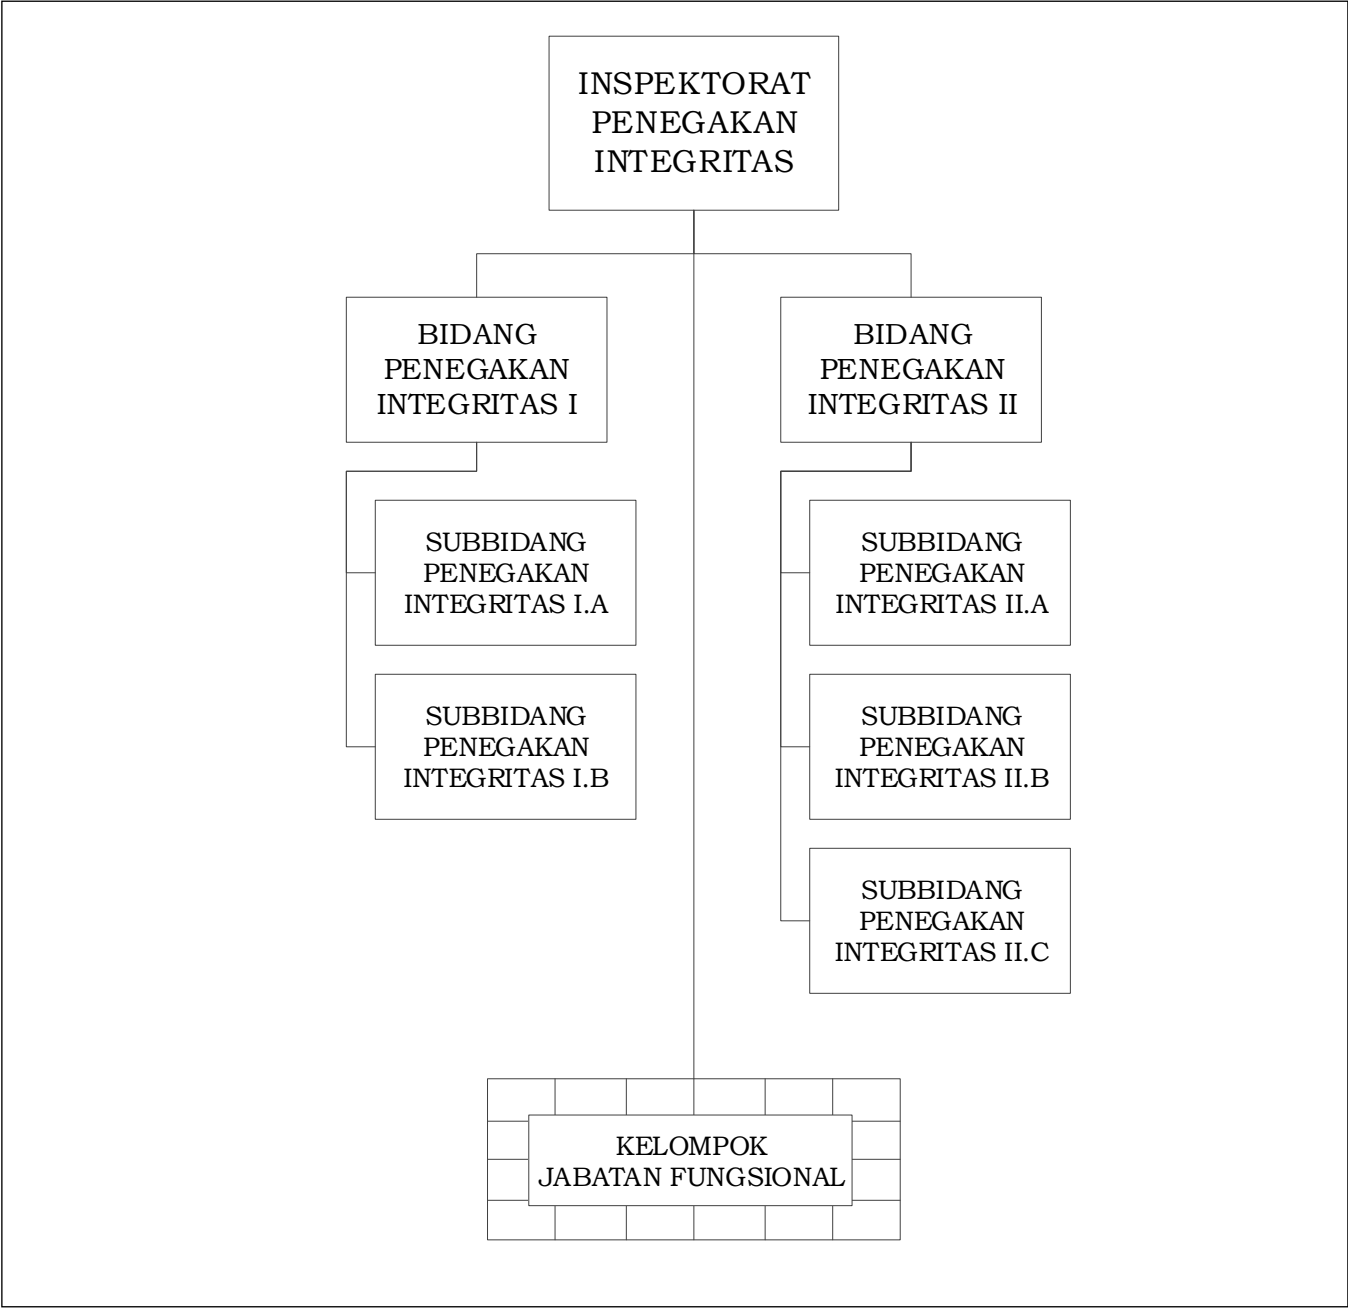 INSPEKTORAT
PENEGAKAN
INTEGRITAS
BIDANG
PENEGAKAN
INTEGRITAS I
BIDANG
PENEGAKAN
INTEGRITAS II
SUBBIDANG
PENEGAKAN
INTEGRITAS I.A
SUBBIDANG
PENEGAKAN
INTEGRITAS I.B
SUBBIDANG
PENEGAKAN
INTEGRITAS II.A
SUBBIDANG
PENEGAKAN
INTEGRITAS II.B
SUBBIDANG
PENEGAKAN
INTEGRITAS II.C
KELOMPOK
JABATAN FUNGSIONAL